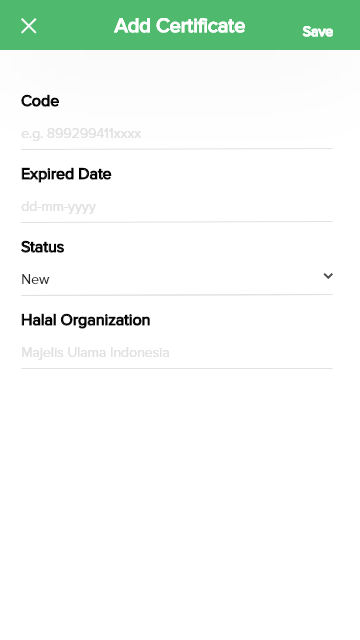 Add Certificate
Save
Code
e.g. 899299411xxxx
Expired Date
dd-mm-yyyy
Status
New
Halal Organization
Majelis Ulama Indonesia